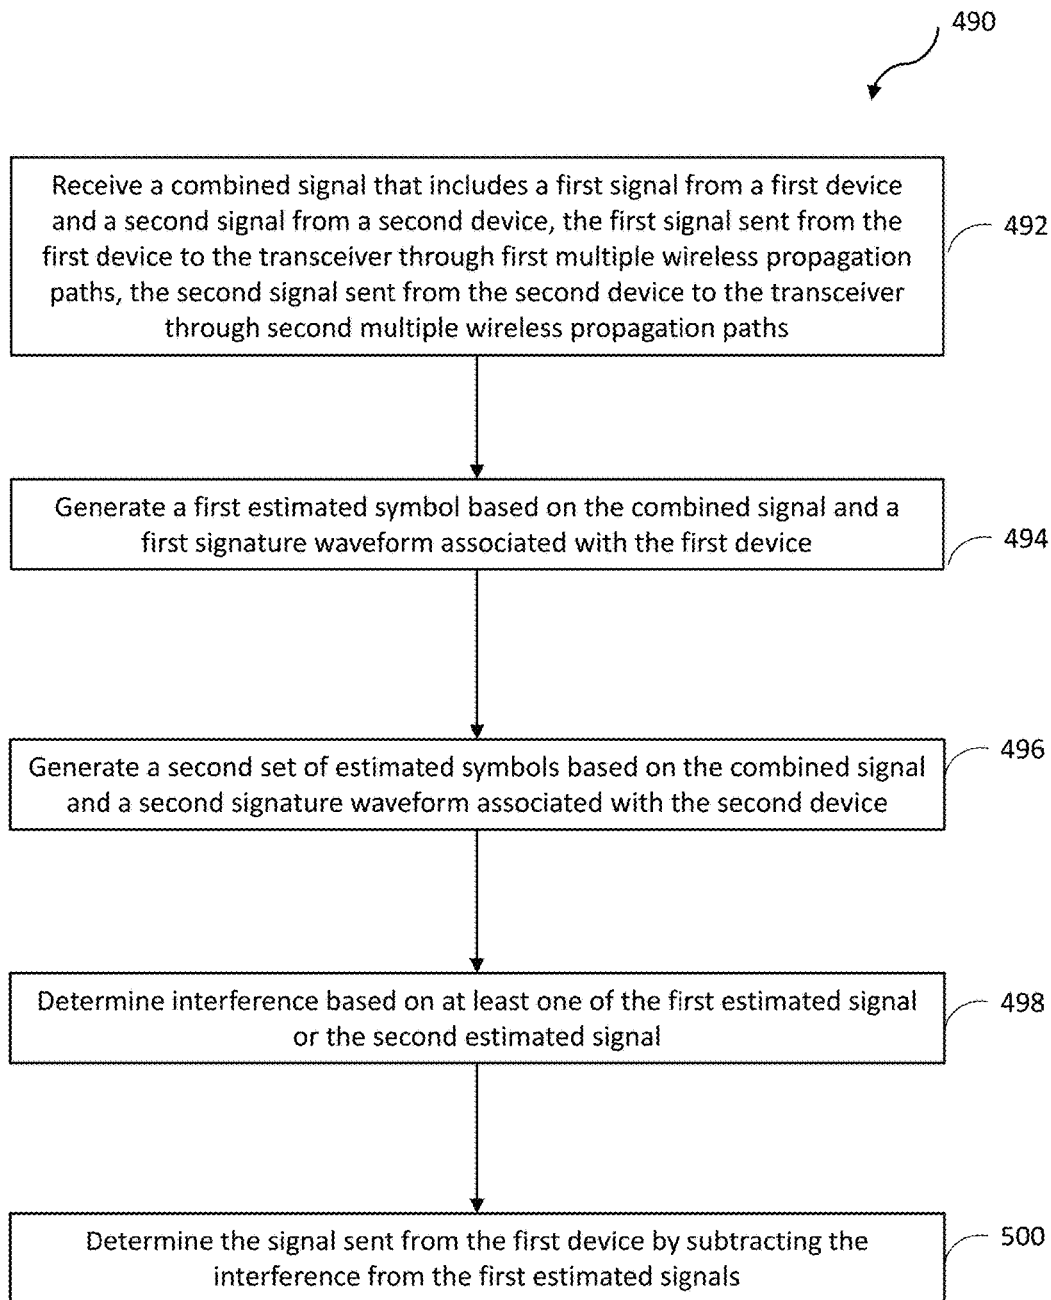 490
Receive a combined signal that includes a first signal from a first device
and a second signal from a second device, the first signal sent from the
first device to the transceiver through first multiple wireless propagation
paths, the second signal sent from the second device to the transceiver
through second multiple wireless propagation paths
492
Generate a first estimated symbol based on the combined signal and a
first signature waveform associated with the first device
494
Generate a second set of estimated symbols based on the combined signal
and a second signature waveform associated with the second device
496
Determine interference based on at least one of the first estimated signal
or the second estimated signal
498
Determine the signal sent from the first device by subtracting the
interference from the first estimated signals
500